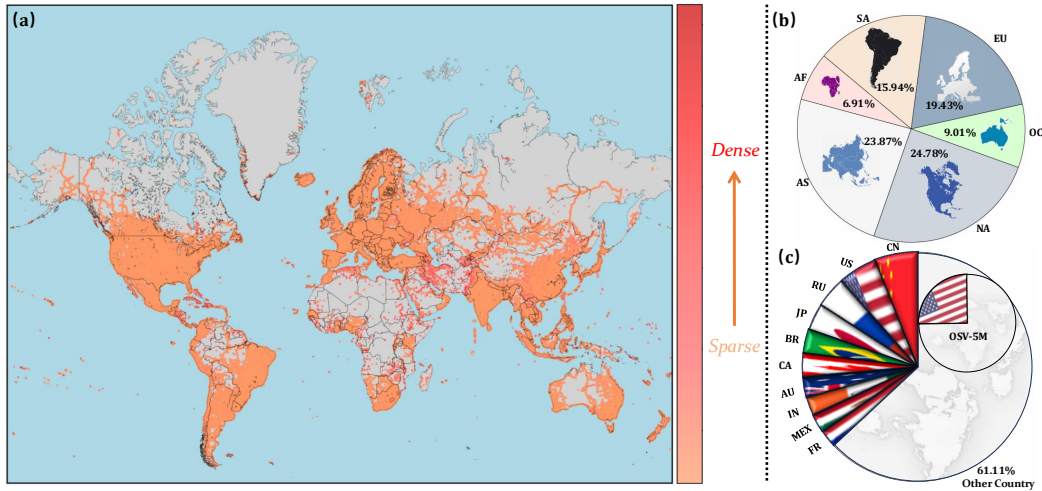 (a)
Dense
Sparse
(b)
SA
15.94%
EU
19.43%
AF
6.91%
OC
9.01%
23.87%
24.78%
AS
NA
(c)
CN
US
RU
JP
BR
CA
AU
IN
MEX
FR
OSV-5M
61.11%
Other Country